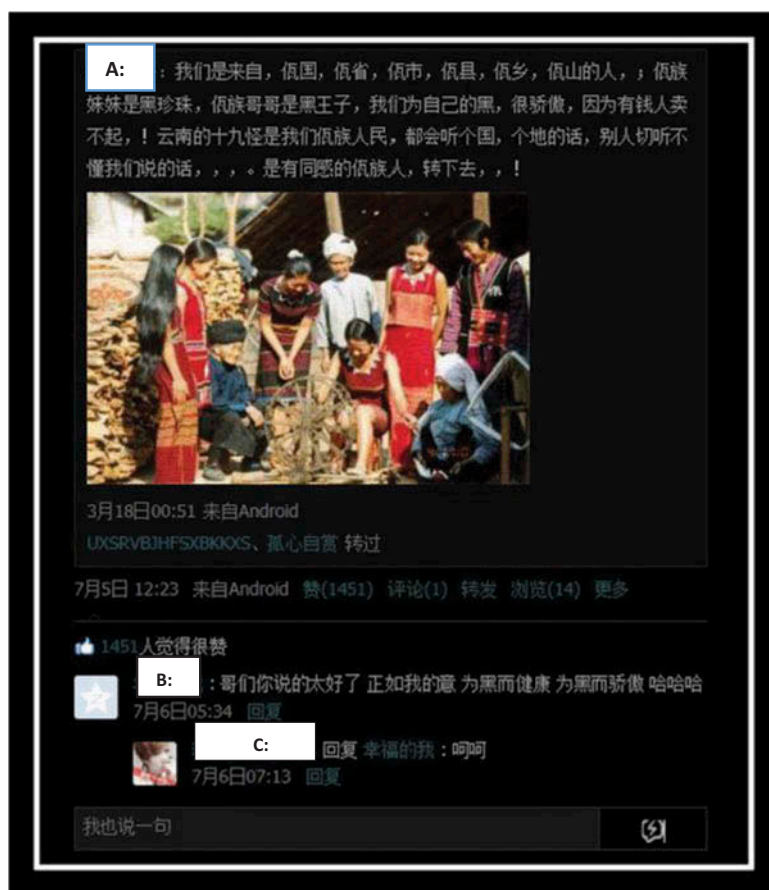 A: ：我们是来自，佤国，佤省，佤市，佤县，佤乡，佤山的人，；佤族
妹妹是黑珍珠，佤族哥哥是黑王子，我们为自己的黑，很骄傲，因为有钱人卖
不起，！云南的十九怪是我们佤族人民，都会听个国，个地的话，别人切听不
懂我们说的话，，，。是有同感的佤族人，转下去，，！
3月18日00:51 来自Android
UXSRVBJHFSXBKKXS、孤心自赏 转过
7月5日 12:23 来自Android 赞(1451) 评论(1) 转发 浏览(14) 更多
1451人觉得很赞
B: ：哥们你说的太好了 正如我的意 为黑而健康 为黑而骄傲 哈哈哈
7月6日05:34 回复
C: 回复 幸福的我：呵呵
7月6日07:13 回复
我也说一句